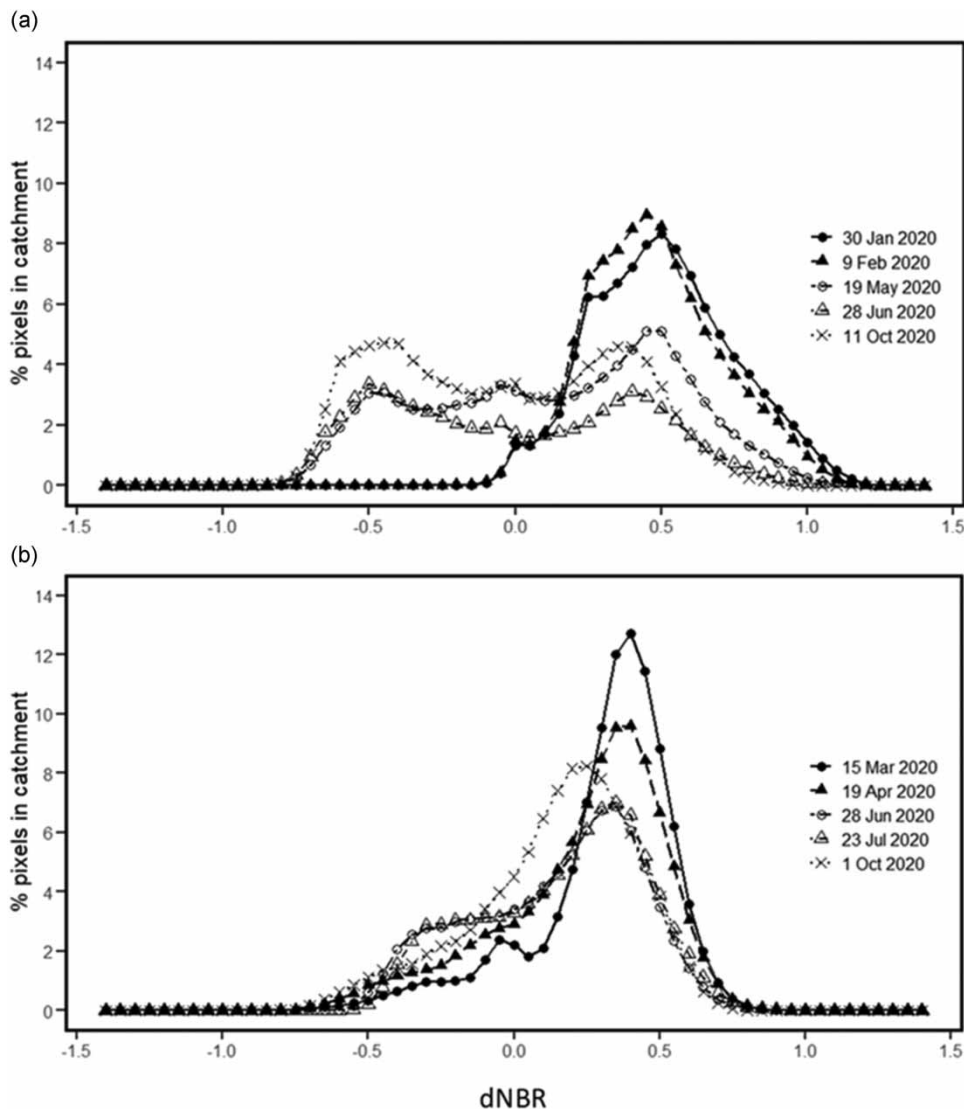 (a)
% pixels in catchment
14
12
10
8
6
4
2
0
30 Jan 2020
9 Feb 2020
19 May 2020
28 Jun 2020
11 Oct 2020
-1.5 -1.0 -0.5 0.0 0.5 1.0 1.5
(b)
% pixels in catchment
14
12
10
8
6
4
2
0
15 Mar 2020
19 Apr 2020
28 Jun 2020
23 Jul 2020
1 Oct 2020
-1.5 -1.0 -0.5 0.0 0.5 1.0 1.5
dNBR